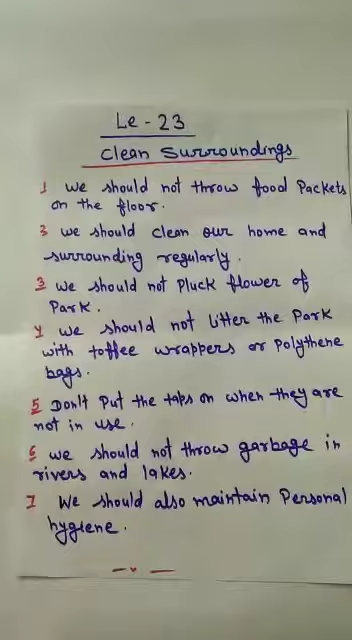 Le - 23
Clean Surroundings
1 We should not throw food Packets
on the floor.
3 we should clean our home and
surrounding regularly.
3 we should not pluck flower of
Park.
4 we should not litter the Park
with toffee wrappers or Polythene
bags.
5 Don't Put the taps on when they are
not in use.
6 we should not throw garbage in
rivers and lakes.
7 We should also maintain Personal
hygiene.